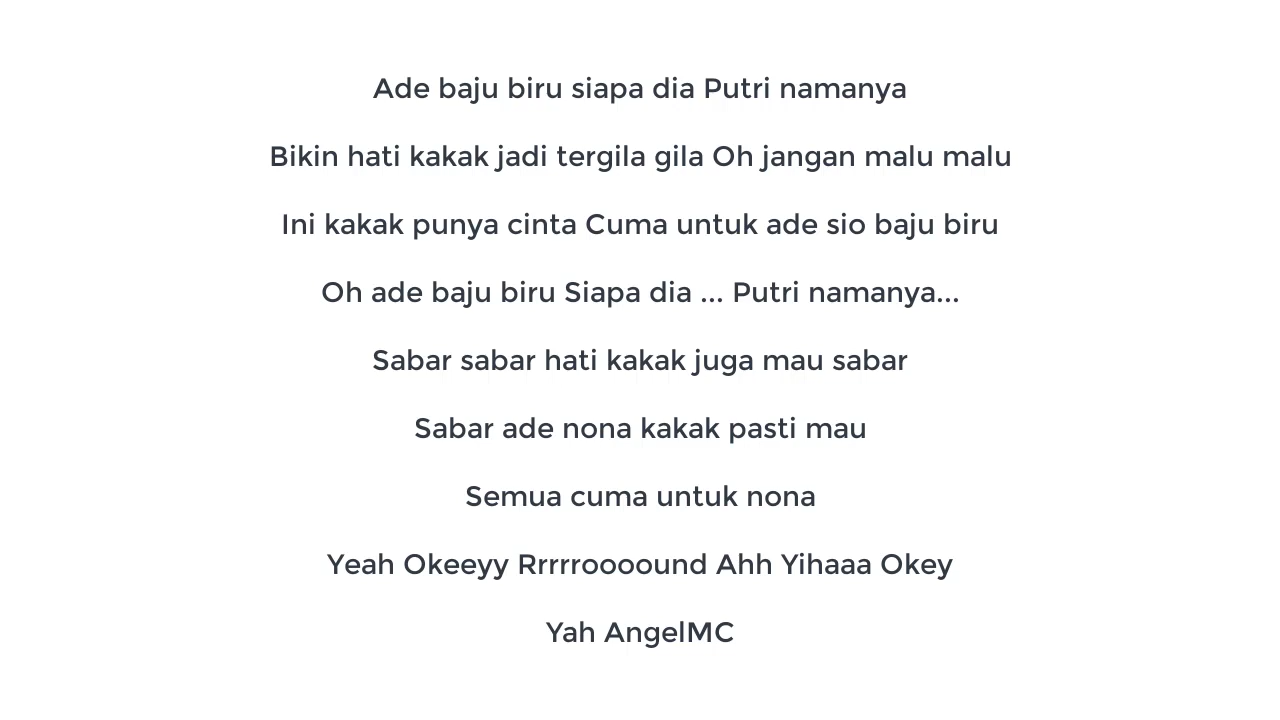 Ade baju biru siapa dia Putri namanya
Bikin hati kakak jadi tergila gila Oh jangan malu malu
Ini kakak punya cinta Cuma untuk ade sio baju biru
Oh ade baju biru Siapa dia ... Putri namanya...
Sabar sabar hati kakak juga mau sabar
Sabar ade nona kakak pasti mau
Semua cuma untuk nona
Yeah Okeeyy Rrrrroooound Ahh Yihaaa Okey
Yah AngelMC